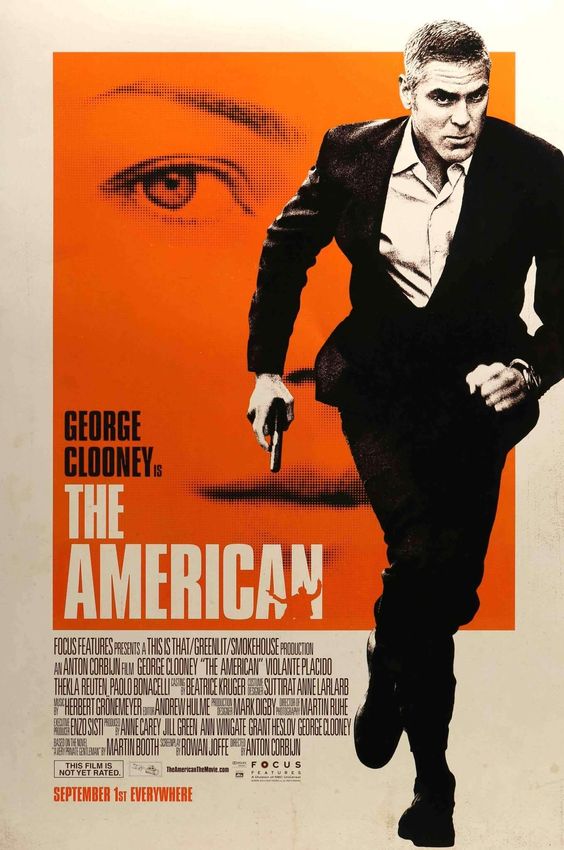 GEORGE
CLOONEY IS
THE
AMERICAN
FOCUS FEATURES PRESENTS A THIS IS THAT/GREENLIT/SMOKEHOUSE PRODUCTION
AN ANTON CORBIJN FILM GEORGE CLOONEY "THE AMERICAN" VIOLANTE PLACIDO
THEKLA REUTEN PAOLO BONACELLI CASTING BY BEATRICE KRUGER COSTUME DESIGNER SUTTIRAT ANNE LARLARB
MUSIC BY HERBERT GRÖNEMEYER EDITOR ANDREW HULME PRODUCTION DESIGNER MARK DIGBY DIRECTOR OF PHOTOGRAPHY MARTIN RUHE
EXECUTIVE PRODUCER ENZO SISTI PRODUCED BY ANNE CAREY JILL GREEN ANN WINGATE GRANT HESLOV GEORGE CLOONEY
BASED ON THE NOVEL "A VERY PRIVATE GENTLEMAN" BY MARTIN BOOTH SCREENPLAY BY ROWAN JOFFE DIRECTED BY ANTON CORBIJN
THIS FILM IS
NOT YET RATED.
TheAmericanTheMovie.com
FOCUS
FEATURES
SEPTEMBER 1ST EVERYWHERE